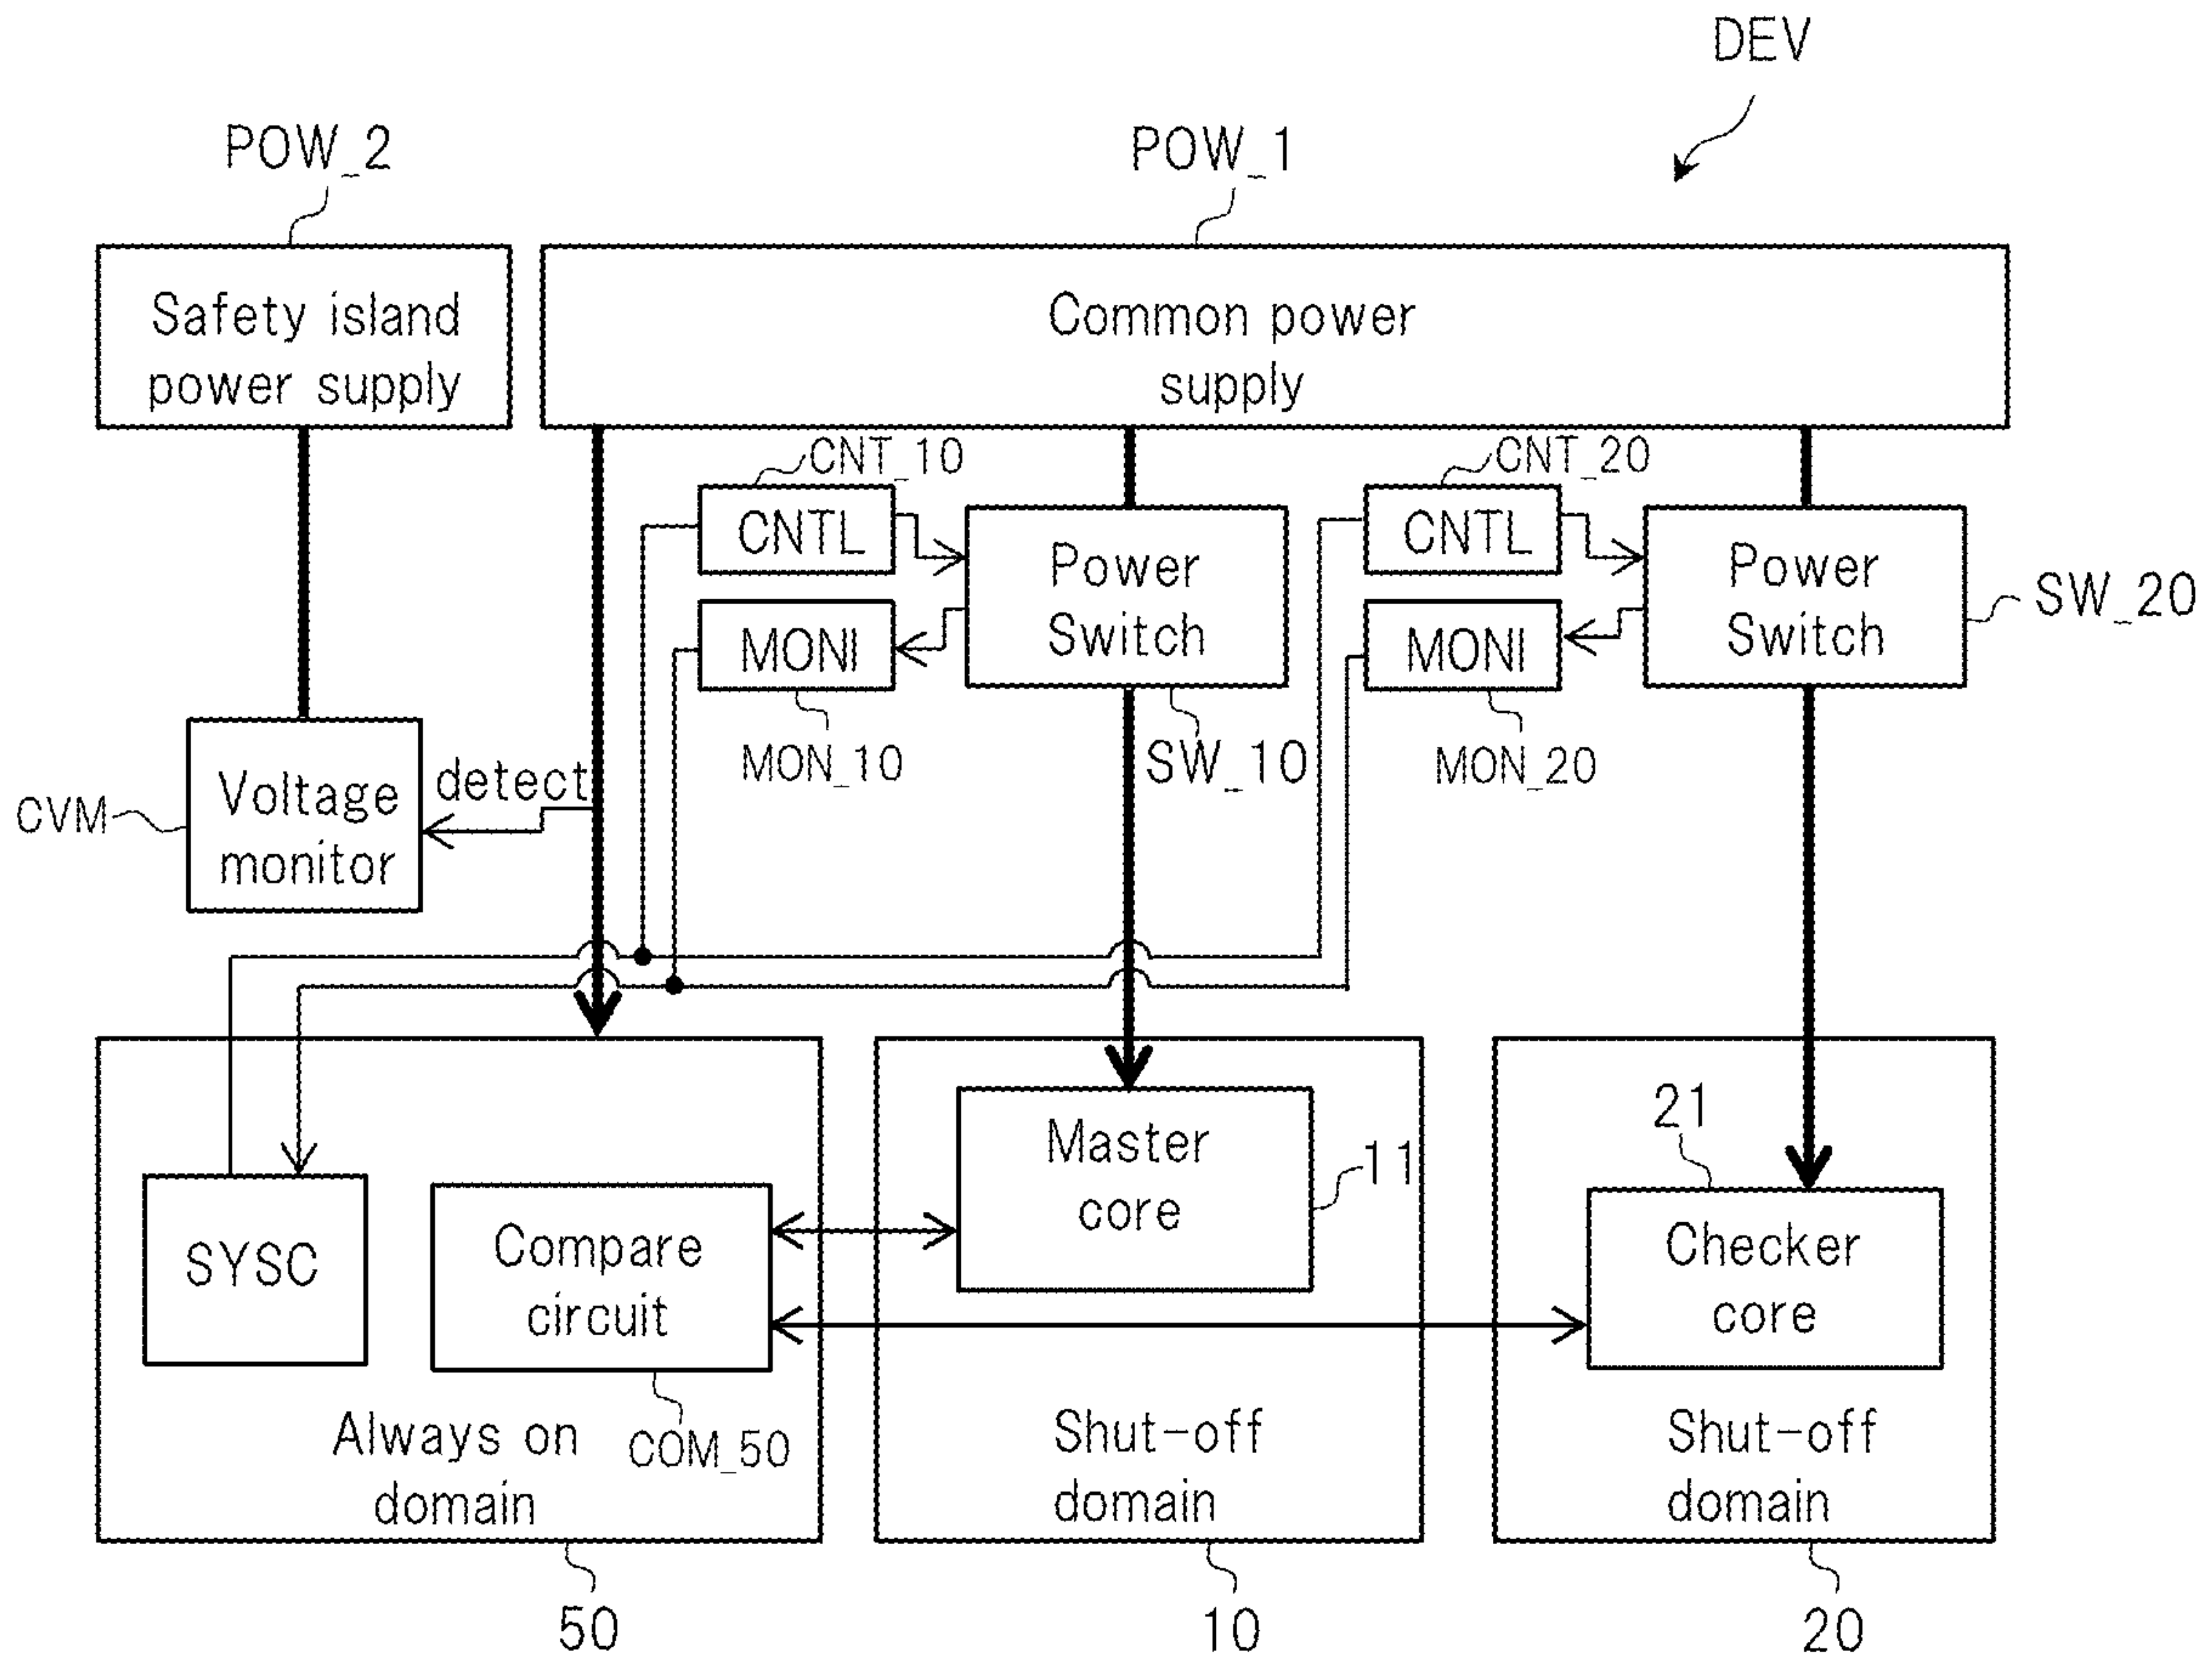 DEV
POW_2
POW_1
Safety island
power supply
Common power
supply
CNT_10
CNT_20
CNTL
CNTL
Power
Switch
Power
Switch
SW_20
MONI
MONI
MON_10
SW_10
MON_20
CVM
Voltage
monitor
detect
21
Master
core
11
SYSC
Compare
circuit
Checker
core
Always on
domain
COM_50
Shut-off
domain
Shut-off
domain
50
10
20